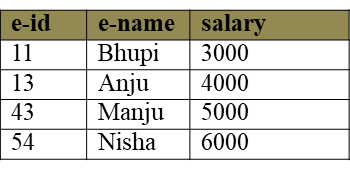 e-id e-name salary
11 Bhupi 3000
13 Anju 4000
43 Manju 5000
54 Nisha 6000